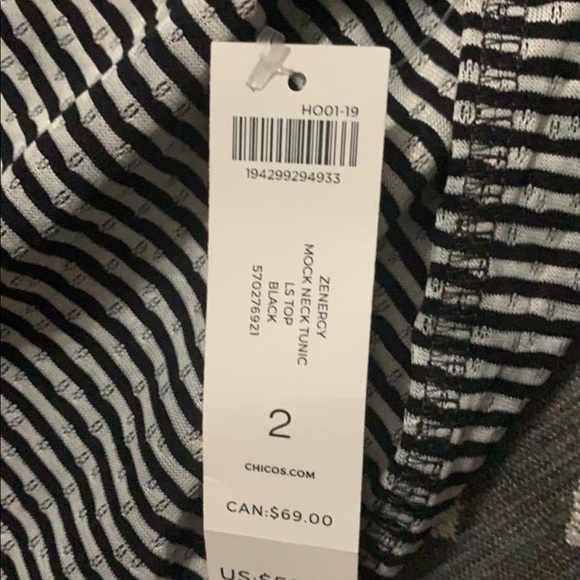 HO01-19
194299294933
ZENERGY
MOCK NECK TUNIC
LS TOP
BLACK
570276921
2
CHICOS.COM
CAN:$69.00